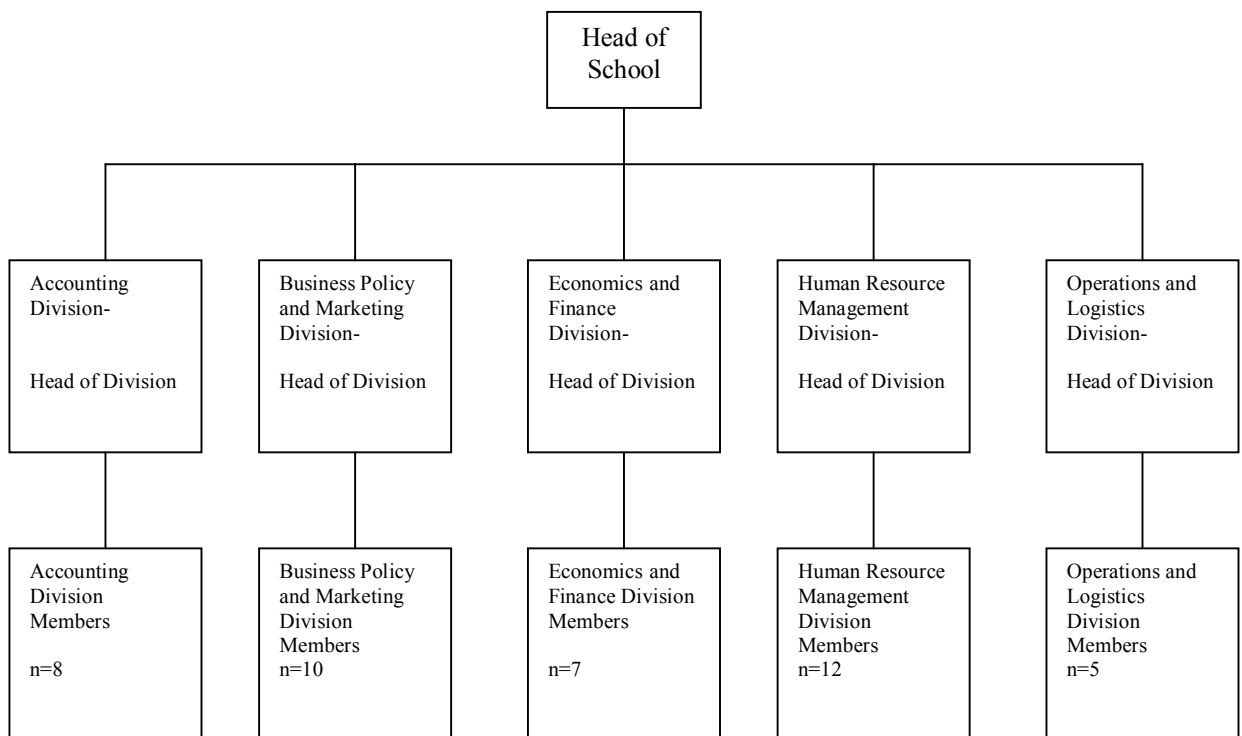 Head of
School
Accounting
Division-
Head of Division
Business Policy
and Marketing
Division-
Head of Division
Economics and
Finance
Division-
Head of Division
Human Resource
Management
Division-
Head of Division
Operations and
Logistics
Division-
Head of Division
Accounting
Division
Members
n=8
Business Policy
and Marketing
Division
Members
n=10
Economics and
Finance Division
Members
n=7
Human Resource
Management
Division
Members
n=12
Operations and
Logistics
Division
Members
n=5